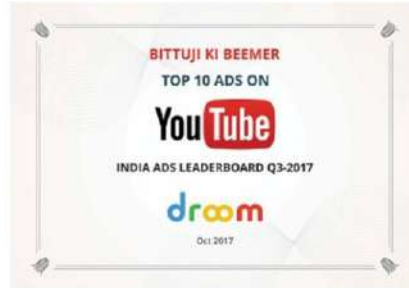 BITTUJI KI BEEMER
TOP 10 ADS ON
YouTube
INDIA ADS LEADERBOARD Q3-2017
droom
Oct 2017